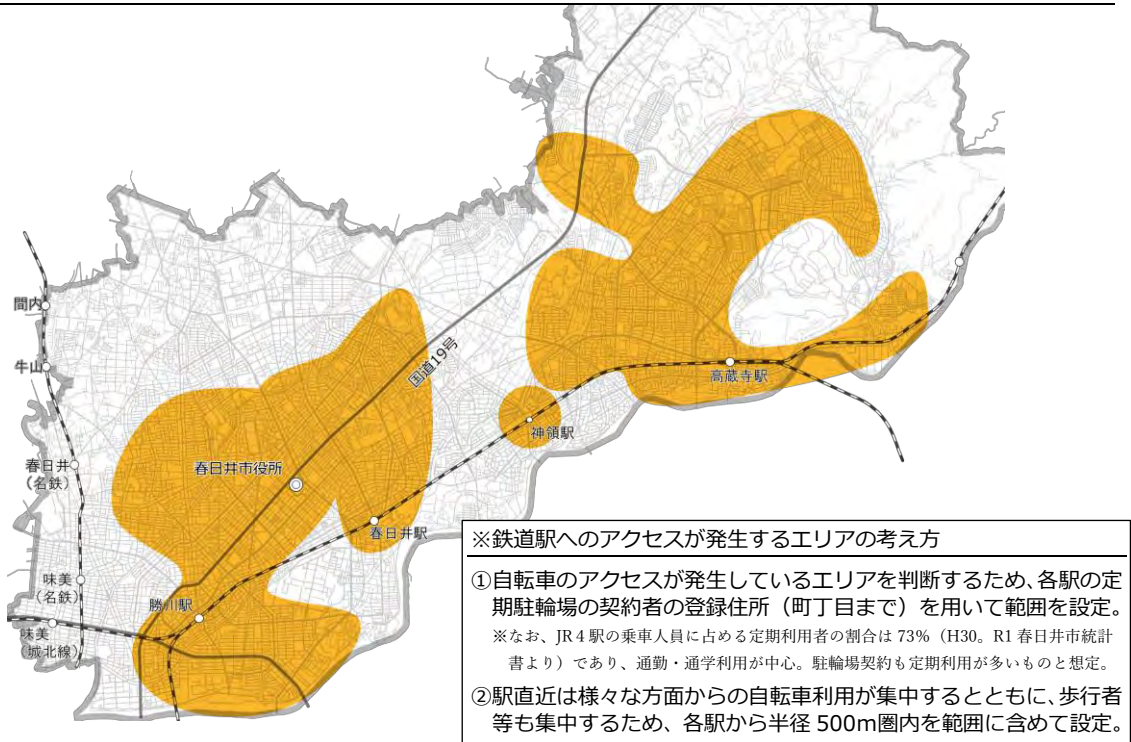 国道19号
間内
牛山
高蔵寺駅
神領駅
春日井市役所
春日井
(名鉄)
春日井駅
味美
(名鉄)
勝川駅
味美
(城北線)
※鉄道駅へのアクセスが発生するエリアの考え方
①自転車のアクセスが発生しているエリアを判断するため、各駅の定
期駐輪場の契約者の登録住所（町丁目まで）を用いて範囲を設定。
※なお、JR４駅の乗車人員に占める定期利用者の割合は 73%（H30。R1 春日井市統計
書より）であり、通勤・通学利用が中心。駐輪場契約も定期利用が多いものと想定。
②駅直近は様々な方面からの自転車利用が集中するとともに、歩行者
等も集中するため、各駅から半径 500m圏内を範囲に含めて設定。